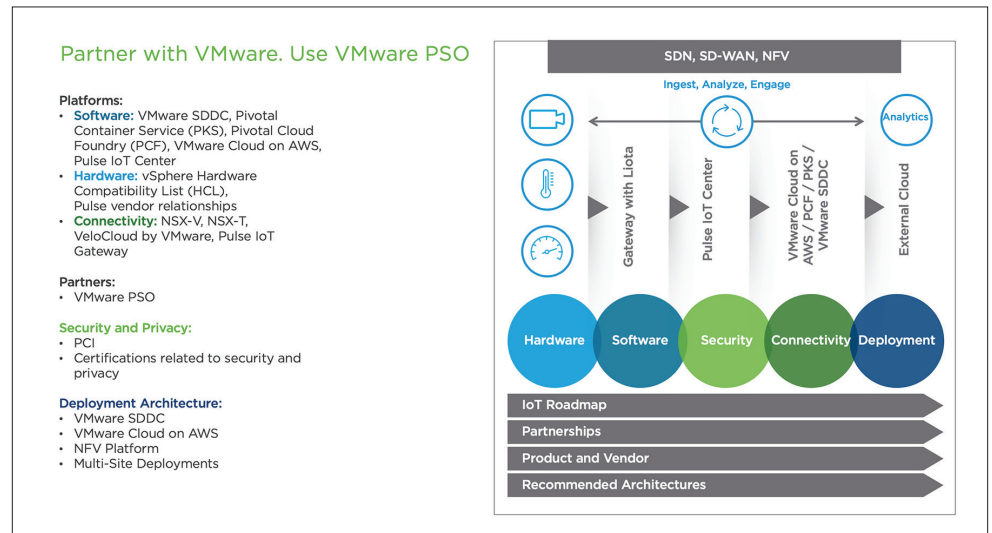 Partner with VMware. Use VMware PSO
Platforms:
• Software: VMware SDDC, Pivotal
Container Service (PKS), Pivotal Cloud
Foundry (PCF), VMware Cloud on AWS,
Pulse IoT Center
• Hardware: vSphere Hardware
Compatibility List (HCL),
Pulse vendor relationships
• Connectivity: NSX-V, NSX-T,
VeloCloud by VMware, Pulse IoT
Gateway
Partners:
• VMware PSO
Security and Privacy:
• PCI
• Certifications related to security and
privacy
Deployment Architecture:
• VMware SDDC
• VMware Cloud on AWS
• NFV Platform
• Multi-Site Deployments
SDN, SD-WAN, NFV
Ingest, Analyze, Engage
Analytics
Gateway with Liota
Pulse IoT Center
VMware Cloud on
AWS / PCF / PKS /
VMware SDDC
External Cloud
Hardware
Software
Security
Connectivity
Deployment
IoT Roadmap
Partnerships
Product and Vendor
Recommended Architectures